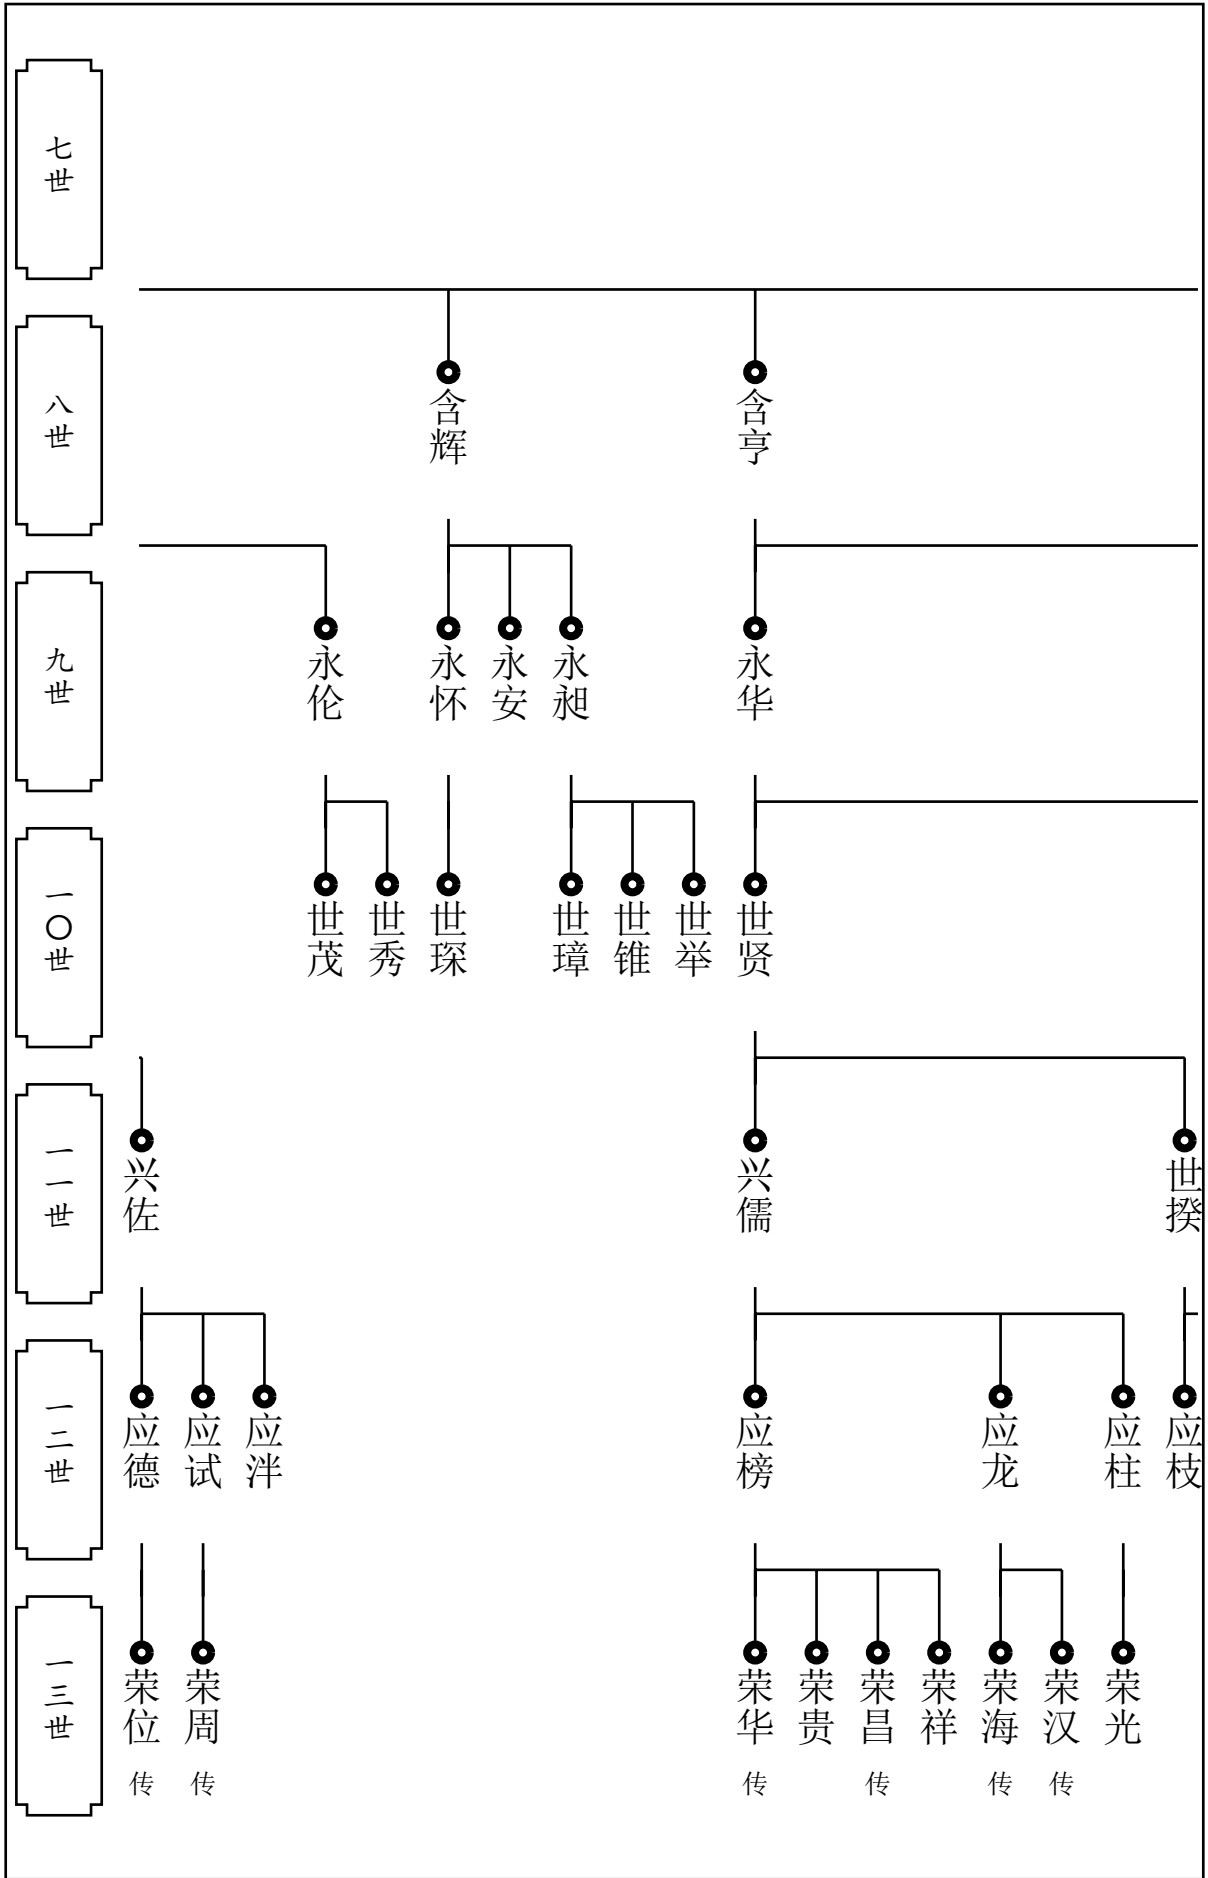 七世
八世
含辉
含亨
九世
永伦
永怀
永安
永昶
永华
一〇世
世茂
世秀
世琛
世璋
世锥
世举
世贤
一一世
兴佐
兴儒
世揆
一二世
应德
应试
应泮
应榜
应龙
应柱
应枝
一三世
荣位
传
荣周
传
荣华
传
荣贵
荣昌
传
荣祥
荣海
传
荣汉
传
荣光